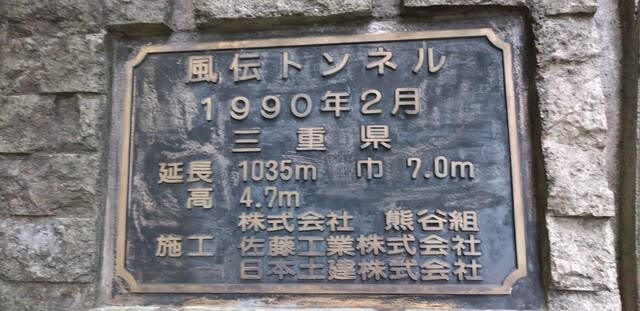 風伝トンネル
1990年2月
三重県
延長 1035m 巾 7.0m
高 4.7m
株式会社 熊谷組
施工 佐藤工業株式会社
日本土建株式会社